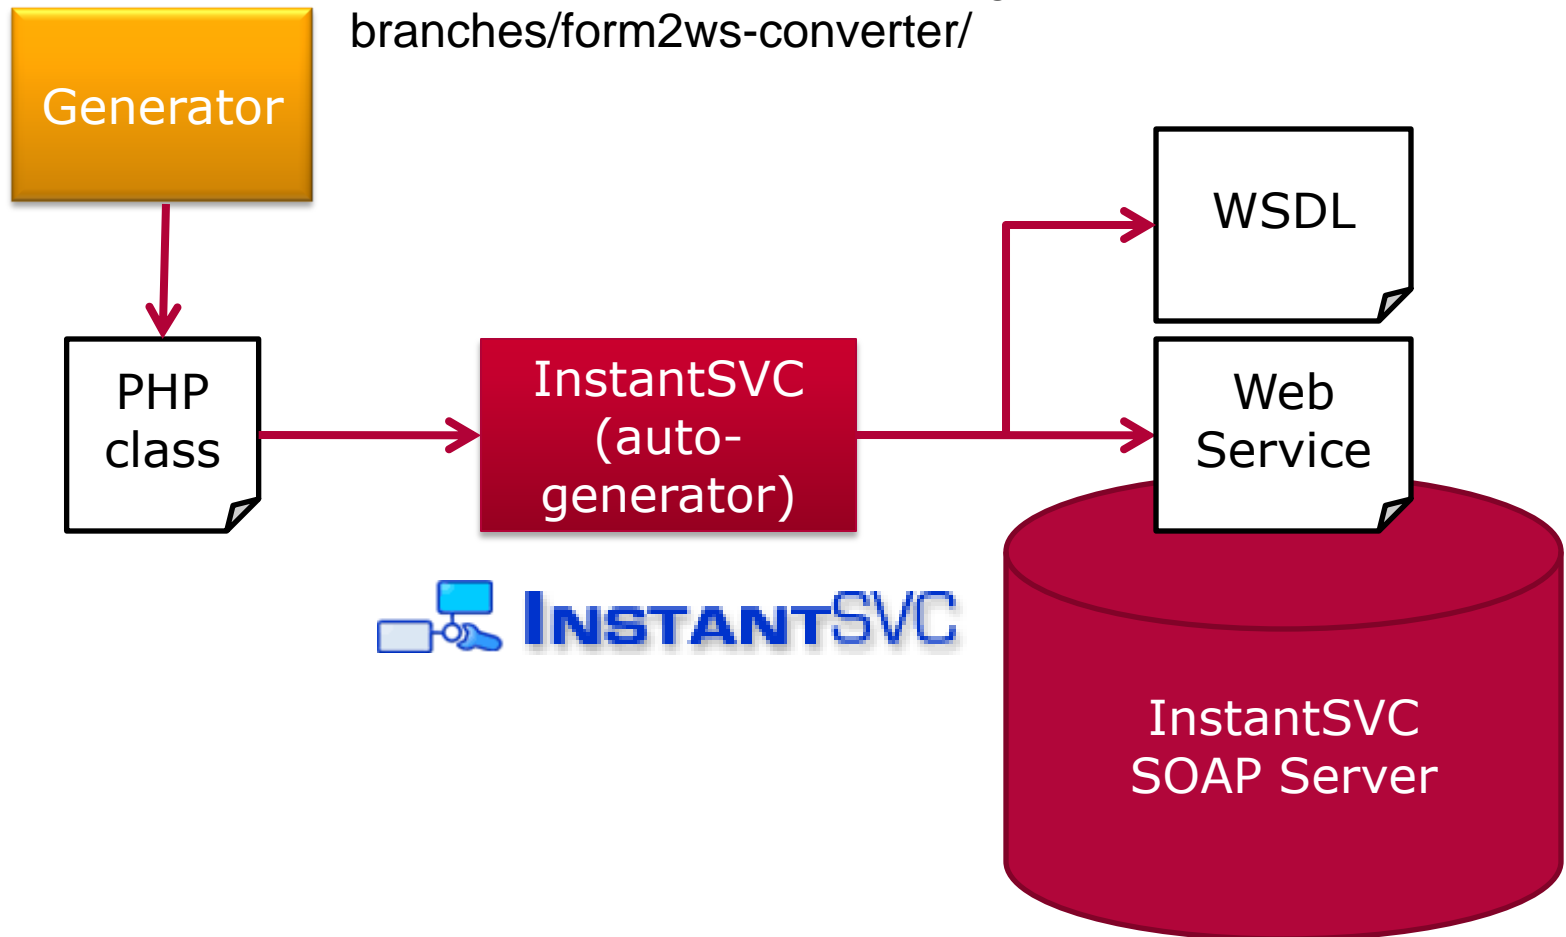 branches/form2ws-converter/
Generator
WSDL
PHP
class
InstantSVC
(auto-
generator)
Web
Service
INSTANTSVC
InstantSVC
SOAP Server